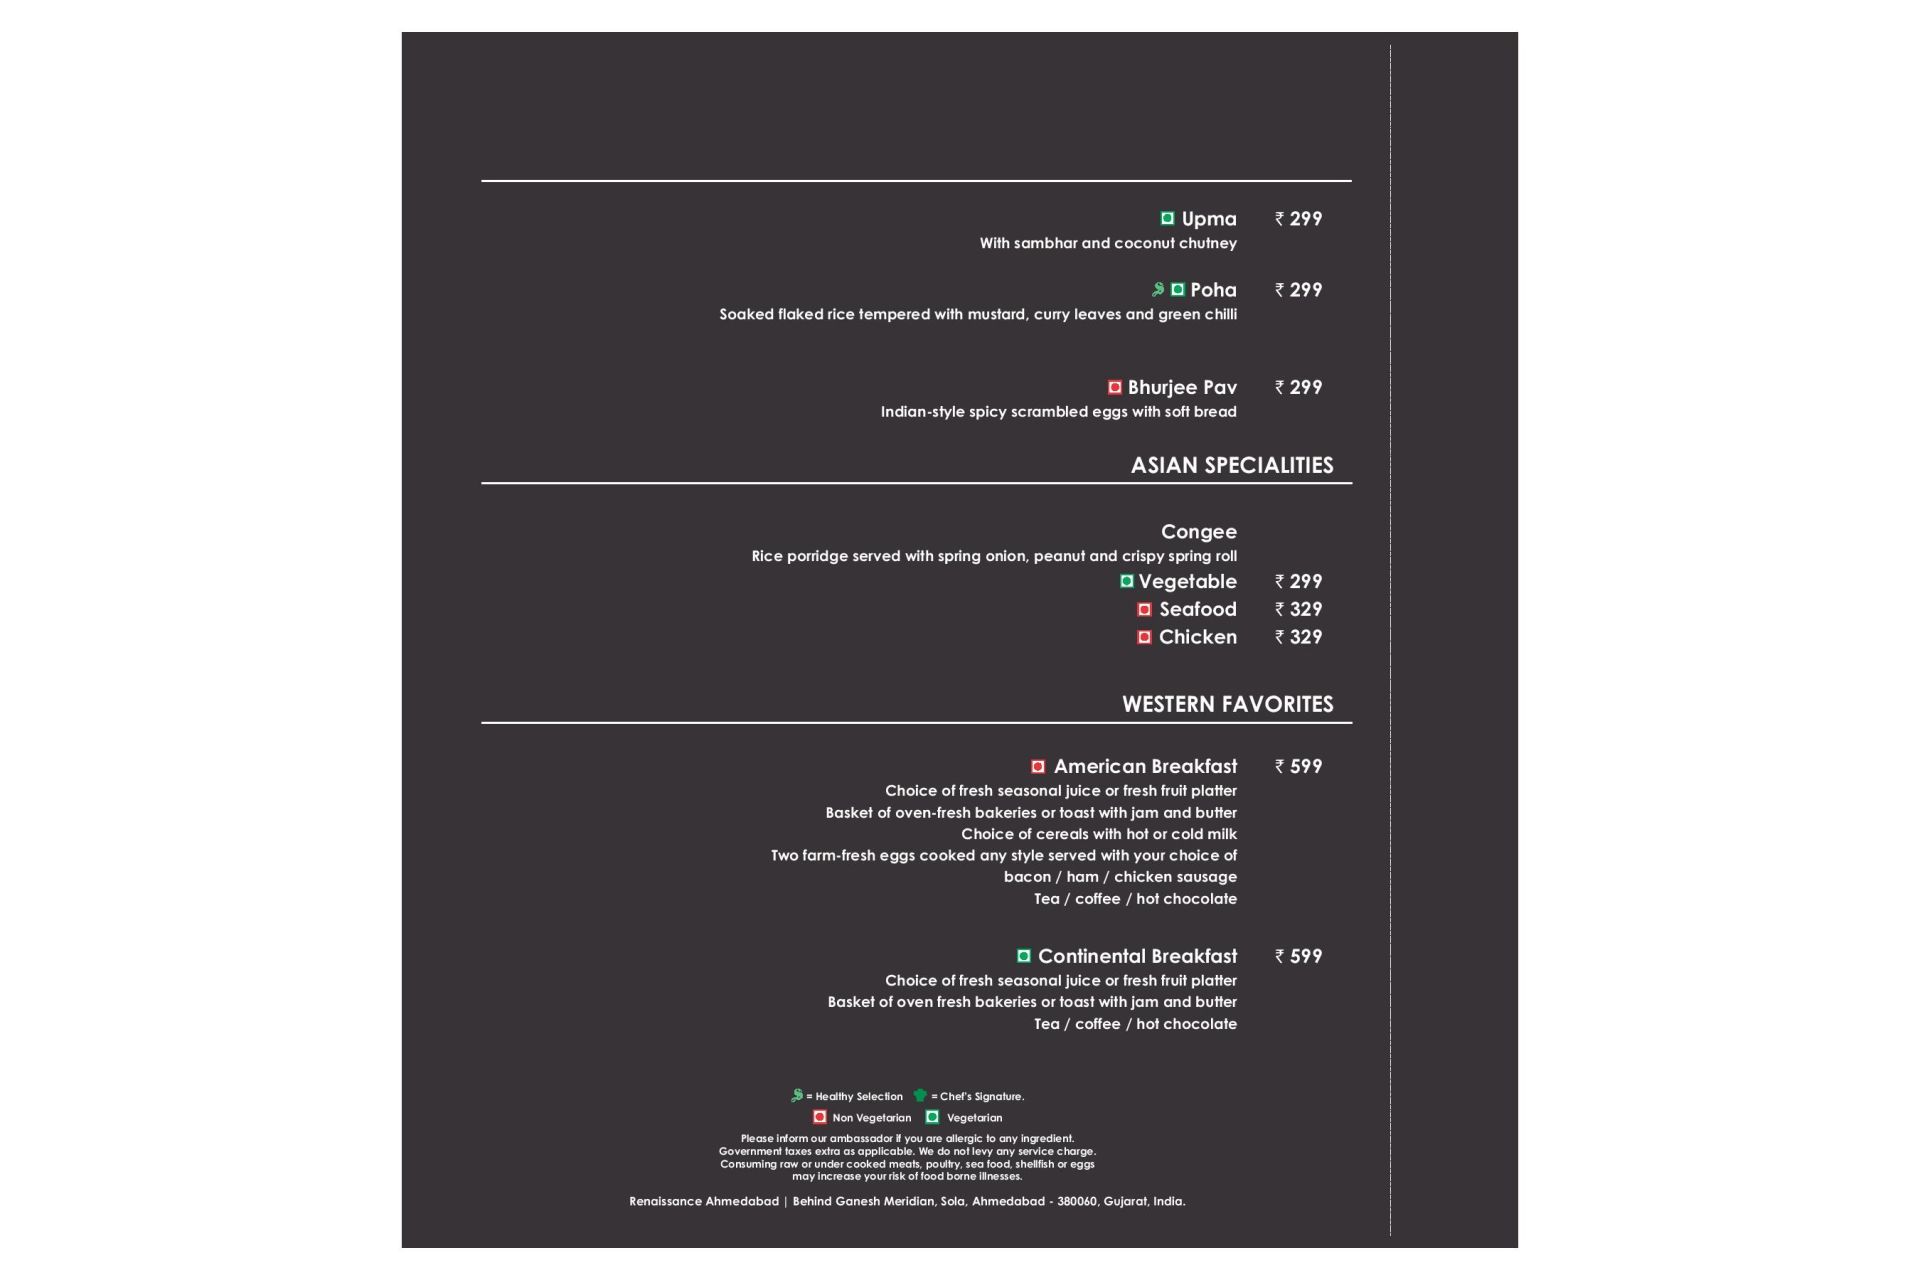 Upma ₹ 299
With sambhar and coconut chutney
Poha ₹ 299
Soaked flaked rice tempered with mustard, curry leaves and green chilli
Bhurjee Pav ₹ 299
Indian-style spicy scrambled eggs with soft bread
ASIAN SPECIALITIES
Congee
Rice porridge served with spring onion, peanut and crispy spring roll
Vegetable ₹ 299
Seafood ₹ 329
Chicken ₹ 329
WESTERN FAVORITES
American Breakfast ₹ 599
Choice of fresh seasonal juice or fresh fruit platter
Basket of oven-fresh bakeries or toast with jam and butter
Choice of cereals with hot or cold milk
Two farm-fresh eggs cooked any style served with your choice of
bacon / ham / chicken sausage
Tea / coffee / hot chocolate
Continental Breakfast ₹ 599
Choice of fresh seasonal juice or fresh fruit platter
Basket of oven fresh bakeries or toast with jam and butter
Tea / coffee / hot chocolate
= Healthy Selection = Chef's Signature.
Non Vegetarian Vegetarian
Please inform our ambassador if you are allergic to any ingredient.
Government taxes extra as applicable. We do not levy any service charge.
Consuming raw or under cooked meats, poultry, sea food, shellfish or eggs
may increase your risk of food borne illnesses.
Renaissance Ahmedabad | Behind Ganesh Meridian, Sola, Ahmedabad - 380060, Gujarat, India.